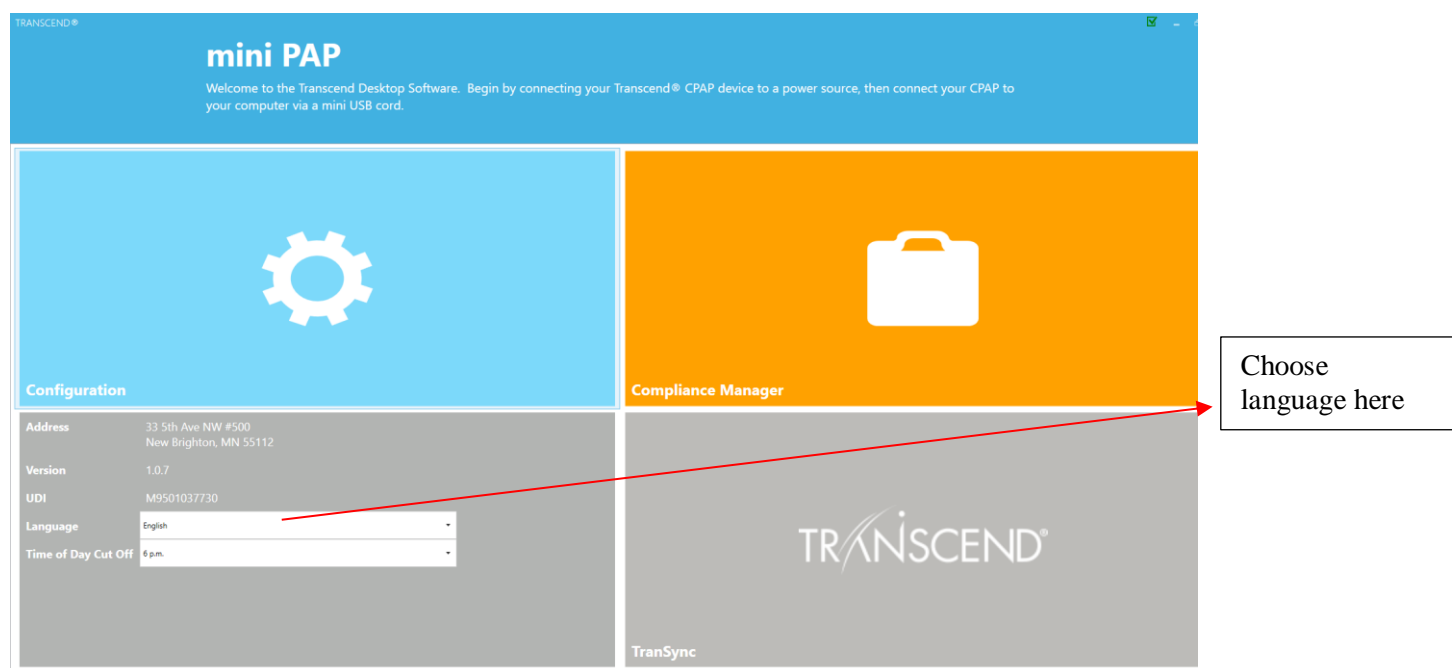 TRANSCEND®
mini PAP
Welcome to the Transcend Desktop Software. Begin by connecting your Transcend® CPAP device to a power source, then connect your CPAP to
your computer via a mini USB cord.
Configuration
Compliance Manager
Choose
language here
Address 33 5th Ave NW #500
New Brighton, MN 55112
Version 1.0.7
UDI M9501037730
Language English
Time of Day Cut Off 6 p.m.
TRANSCEND®
TranSync